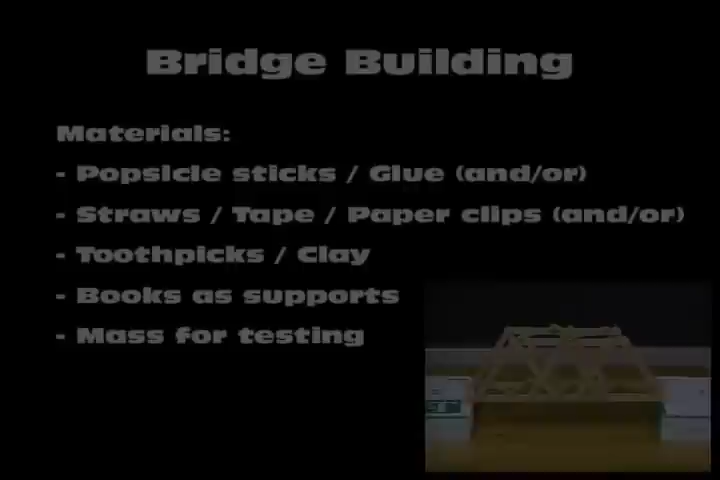 Bridge Building
Materials:
- Popsicle sticks / Glue (and/or)
- Straws / Tape / Paper clips (and/or)
- Toothpicks / Clay
- Books as supports
- Mass for testing